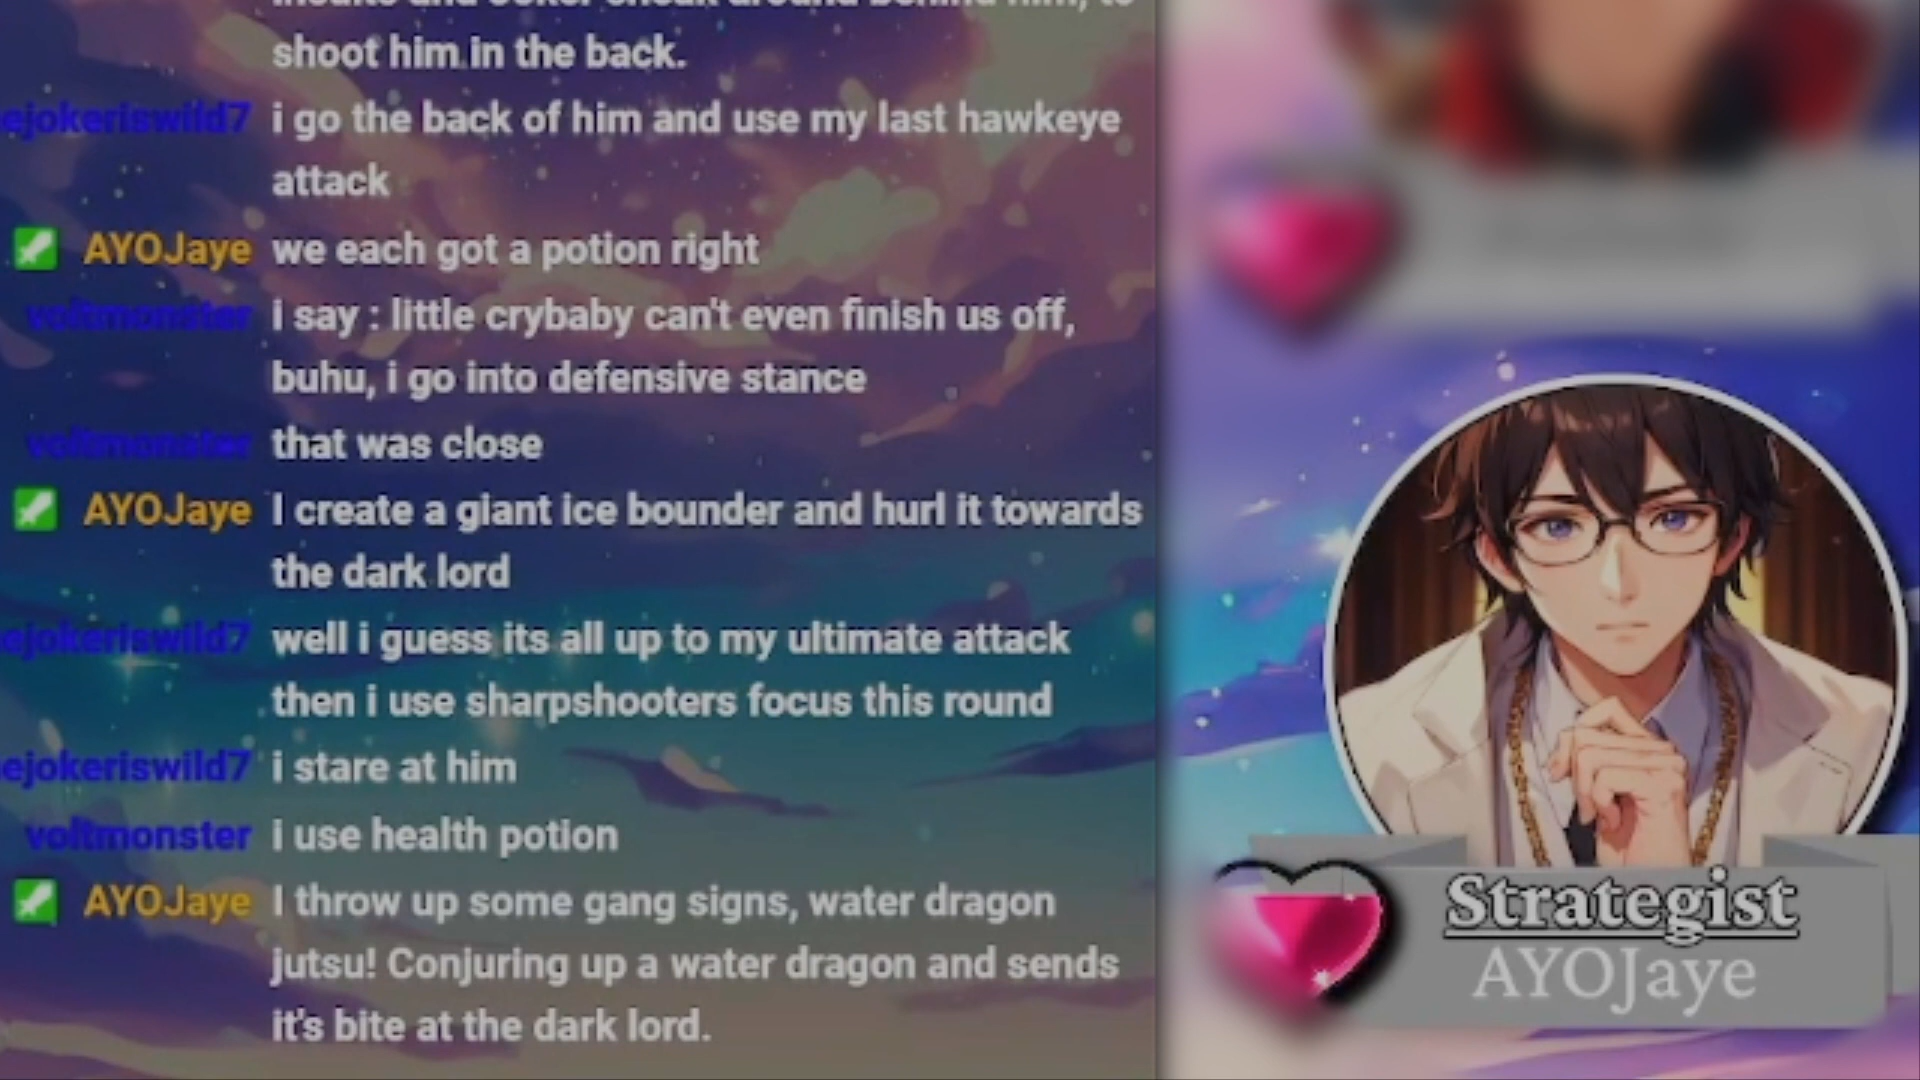 shoot him in the back.
ejokeriswild7 i go the back of him and use my last hawkeye
attack
AYOJaye we each got a potion right
voltmonster i say : little crybaby can't even finish us off,
buhu, i go into defensive stance
voltmonster that was close
AYOJaye I create a giant ice bounder and hurl it towards
the dark lord
ejokeriswild7 well i guess its all up to my ultimate attack
then i use sharpshooters focus this round
ejokeriswild7 i stare at him
voltmonster i use health potion
AYOJaye I throw up some gang signs, water dragon
jutsu! Conjuring up a water dragon and sends
it's bite at the dark lord.
Strategist
AYOJaye